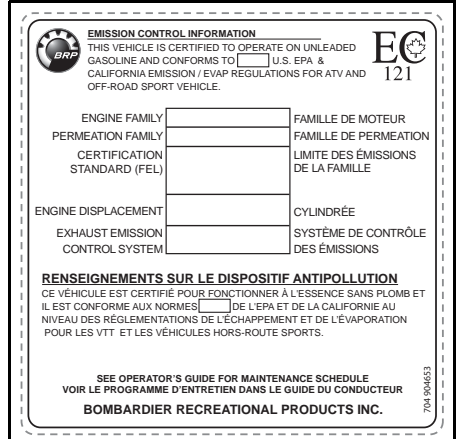 BRP
EMISSION CONTROL INFORMATION
THIS VEHICLE IS CERTIFIED TO OPERATE ON UNLEADED
GASOLINE AND CONFORMS TO U.S. EPA &
CALIFORNIA EMISSION / EVAP REGULATIONS FOR ATV AND
OFF-ROAD SPORT VEHICLE.
EC
121
ENGINE FAMILY FAMILLE DE MOTEUR
PERMEATION FAMILY FAMILLE DE PERMEATION
CERTIFICATION LIMITE DES ÉMISSIONS
STANDARD (FEL) DE LA FAMILLE
ENGINE DISPLACEMENT CYLINDRÉE
EXHAUST EMISSION SYSTÈME DE CONTRÔLE
CONTROL SYSTEM DES ÉMISSIONS
RENSEIGNEMENTS SUR LE DISPOSITIF ANTIPOLLUTION
CE VÉHICULE EST CERTIFIÉ POUR FONCTIONNER À L'ESSENCE SANS PLOMB ET
IL EST CONFORME AUX NORMES DE L'EPA ET DE LA CALIFORNIE AU
NIVEAU DES RÉGLEMENTATIONS DE L'ÉCHAPPEMENT ET DE L'ÉVAPORATION
POUR LES VTT ET LES VÉHICULES HORS-ROUTE SPORTS.
SEE OPERATOR'S GUIDE FOR MAINTENANCE SCHEDULE
VOIR LE PROGRAMME D'ENTRETIEN DANS LE GUIDE DU CONDUCTEUR
BOMBARDIER RECREATIONAL PRODUCTS INC.
704 904653